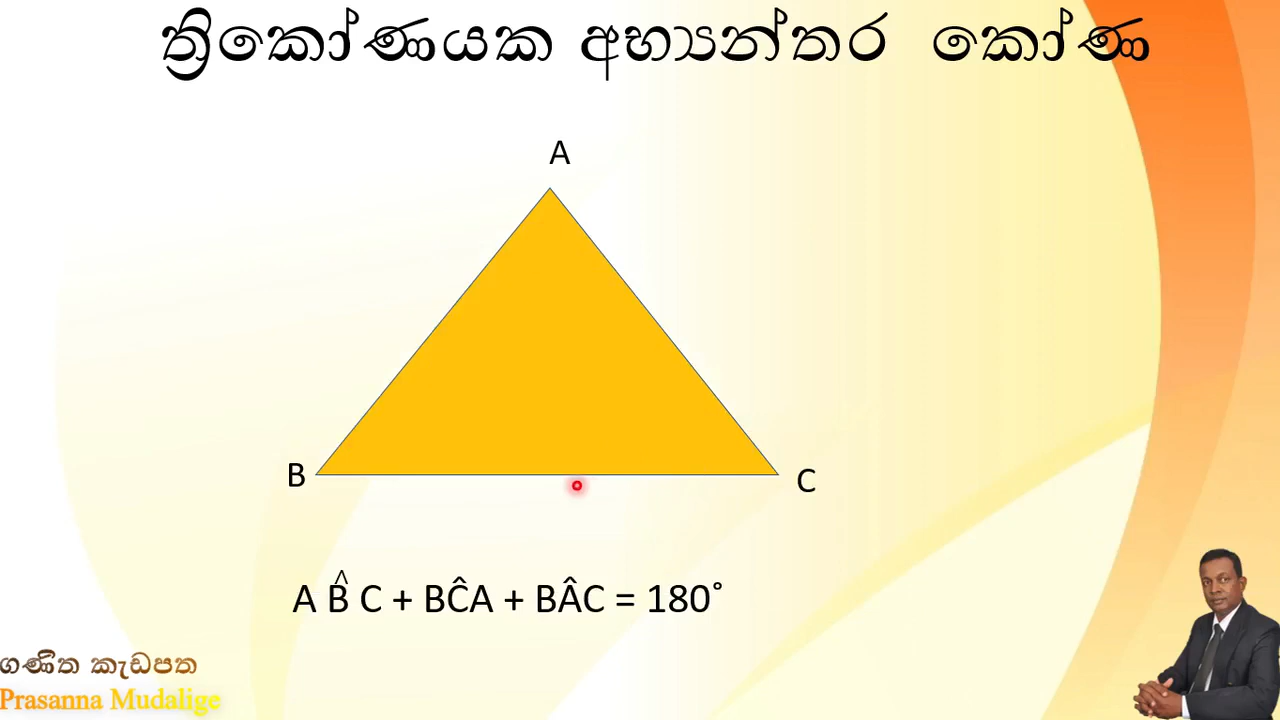 ත්‍රිකෝණයක අභ්‍යන්තර කෝණ
A
B
C
A B̂ C + BĈA + BÂC = 180°
ගණිත කැඩපත
Prasanna Mudalige